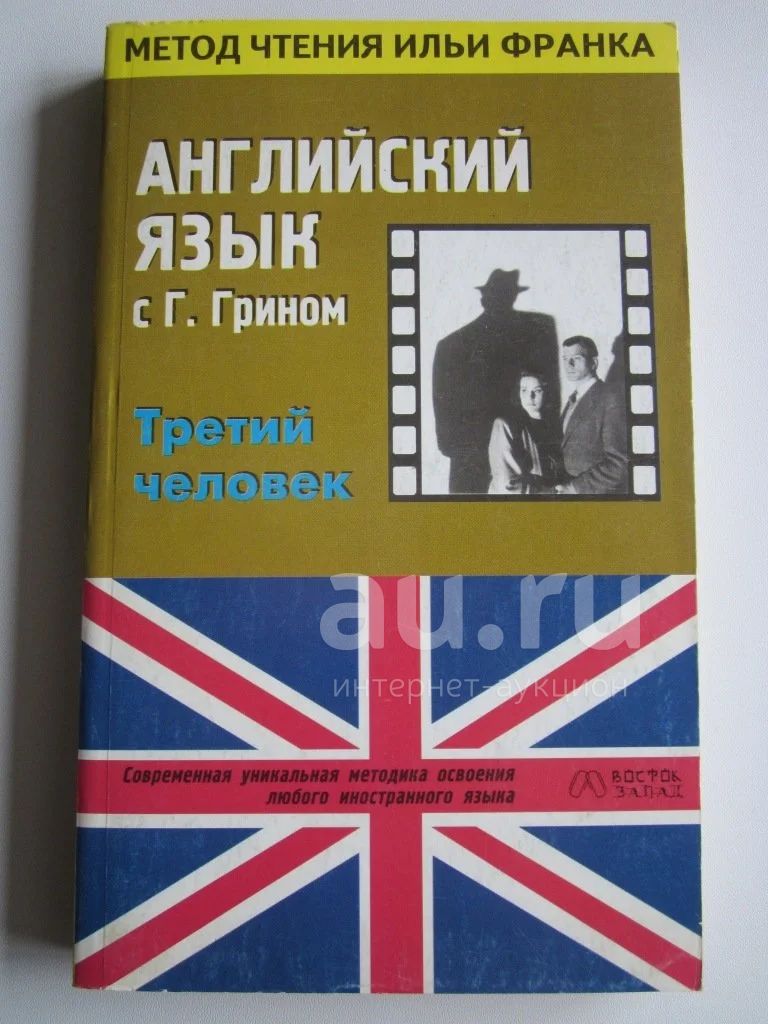 МЕТОД ЧТЕНИЯ ИЛЬИ ФРАНКА
АНГЛИЙСКИЙ
ЯЗЫК
с Г. Грином
Третий
человек
au.ru
интернет-аукцион
Современная уникальная методика освоения
любого иностранного языка
ВОСТОК
ЗАПАД